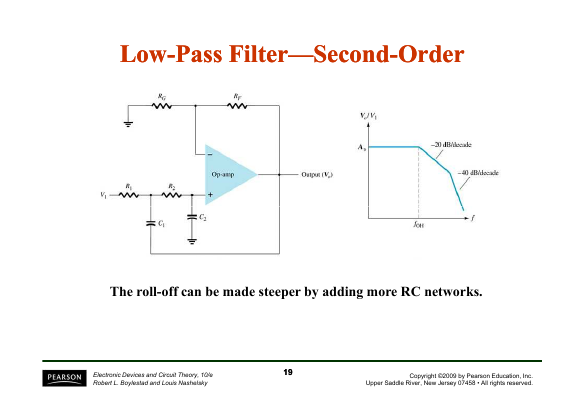 Low-Pass Filter—Second-Order
R_G
R_F
Op-amp
–
+
Output (V_o)
V_1
R_1
R_2
C_1
C_2
V_o/V_1
A_v
–20 dB/decade
–40 dB/decade
f_OH
f
The roll-off can be made steeper by adding more RC networks.
PEARSON
Electronic Devices and Circuit Theory, 10/e
Robert L. Boylestad and Louis Nashelsky
19
Copyright ©2009 by Pearson Education, Inc.
Upper Saddle River, New Jersey 07458 • All rights reserved.